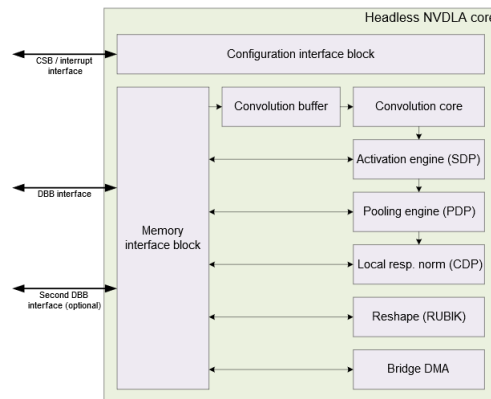 Headless NVDLA core
CSB / interrupt
interface
Configuration interface block
Convolution buffer
Convolution core
Activation engine (SDP)
DBB interface
Pooling engine (PDP)
Memory
interface block
Local resp. norm (CDP)
Second DBB
interface (optional)
Reshape (RUBIK)
Bridge DMA